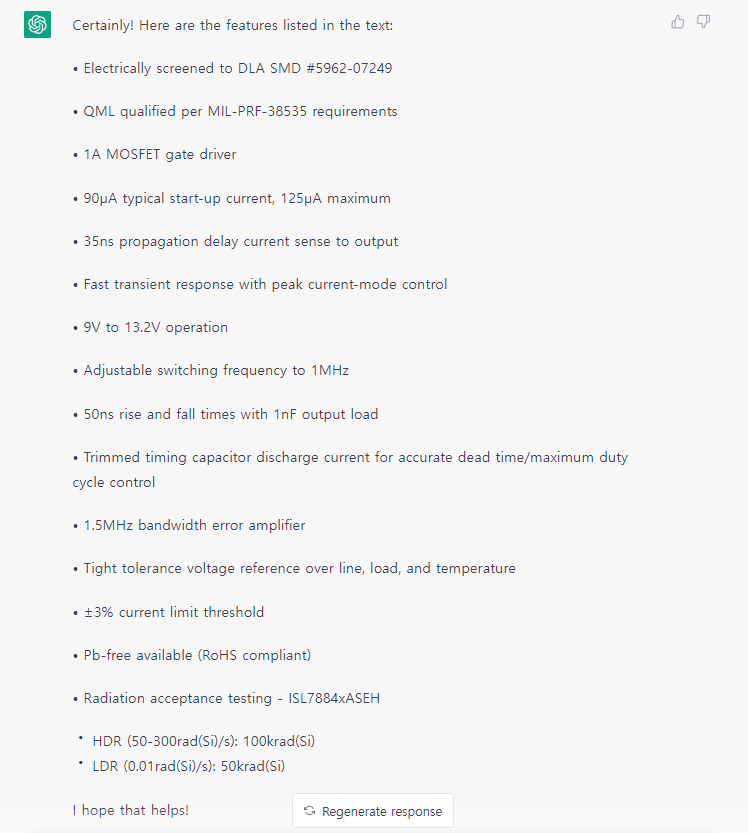 Certainly! Here are the features listed in the text:
• Electrically screened to DLA SMD #5962-07249
• QML qualified per MIL-PRF-38535 requirements
• 1A MOSFET gate driver
• 90μA typical start-up current, 125μA maximum
• 35ns propagation delay current sense to output
• Fast transient response with peak current-mode control
• 9V to 13.2V operation
• Adjustable switching frequency to 1MHz
• 50ns rise and fall times with 1nF output load
• Trimmed timing capacitor discharge current for accurate dead time/maximum duty
cycle control
• 1.5MHz bandwidth error amplifier
• Tight tolerance voltage reference over line, load, and temperature
• ±3% current limit threshold
• Pb-free available (RoHS compliant)
• Radiation acceptance testing - ISL7884xASEH
• HDR (50-300rad(Si)/s): 100krad(Si)
• LDR (0.01rad(Si)/s): 50krad(Si)
I hope that helps!
Regenerate response